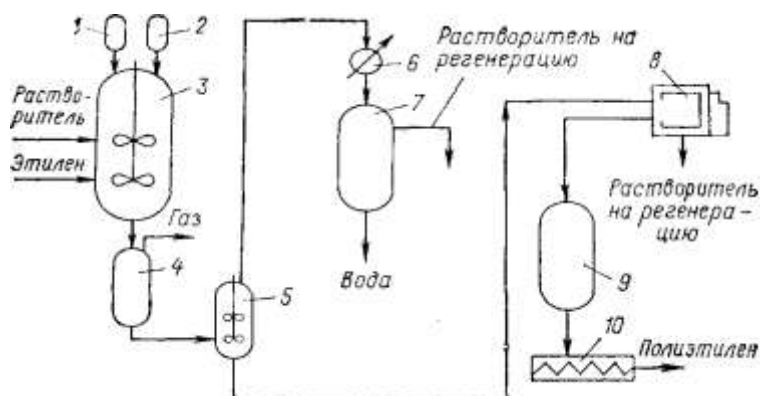 1
2
3
Раство-
ритель
Этилен
Газ
4
5
6
Растворитель на
регенерацию
7
Вода
8
Растворитель
на регенера-
цию
9
10
Полиэтилен